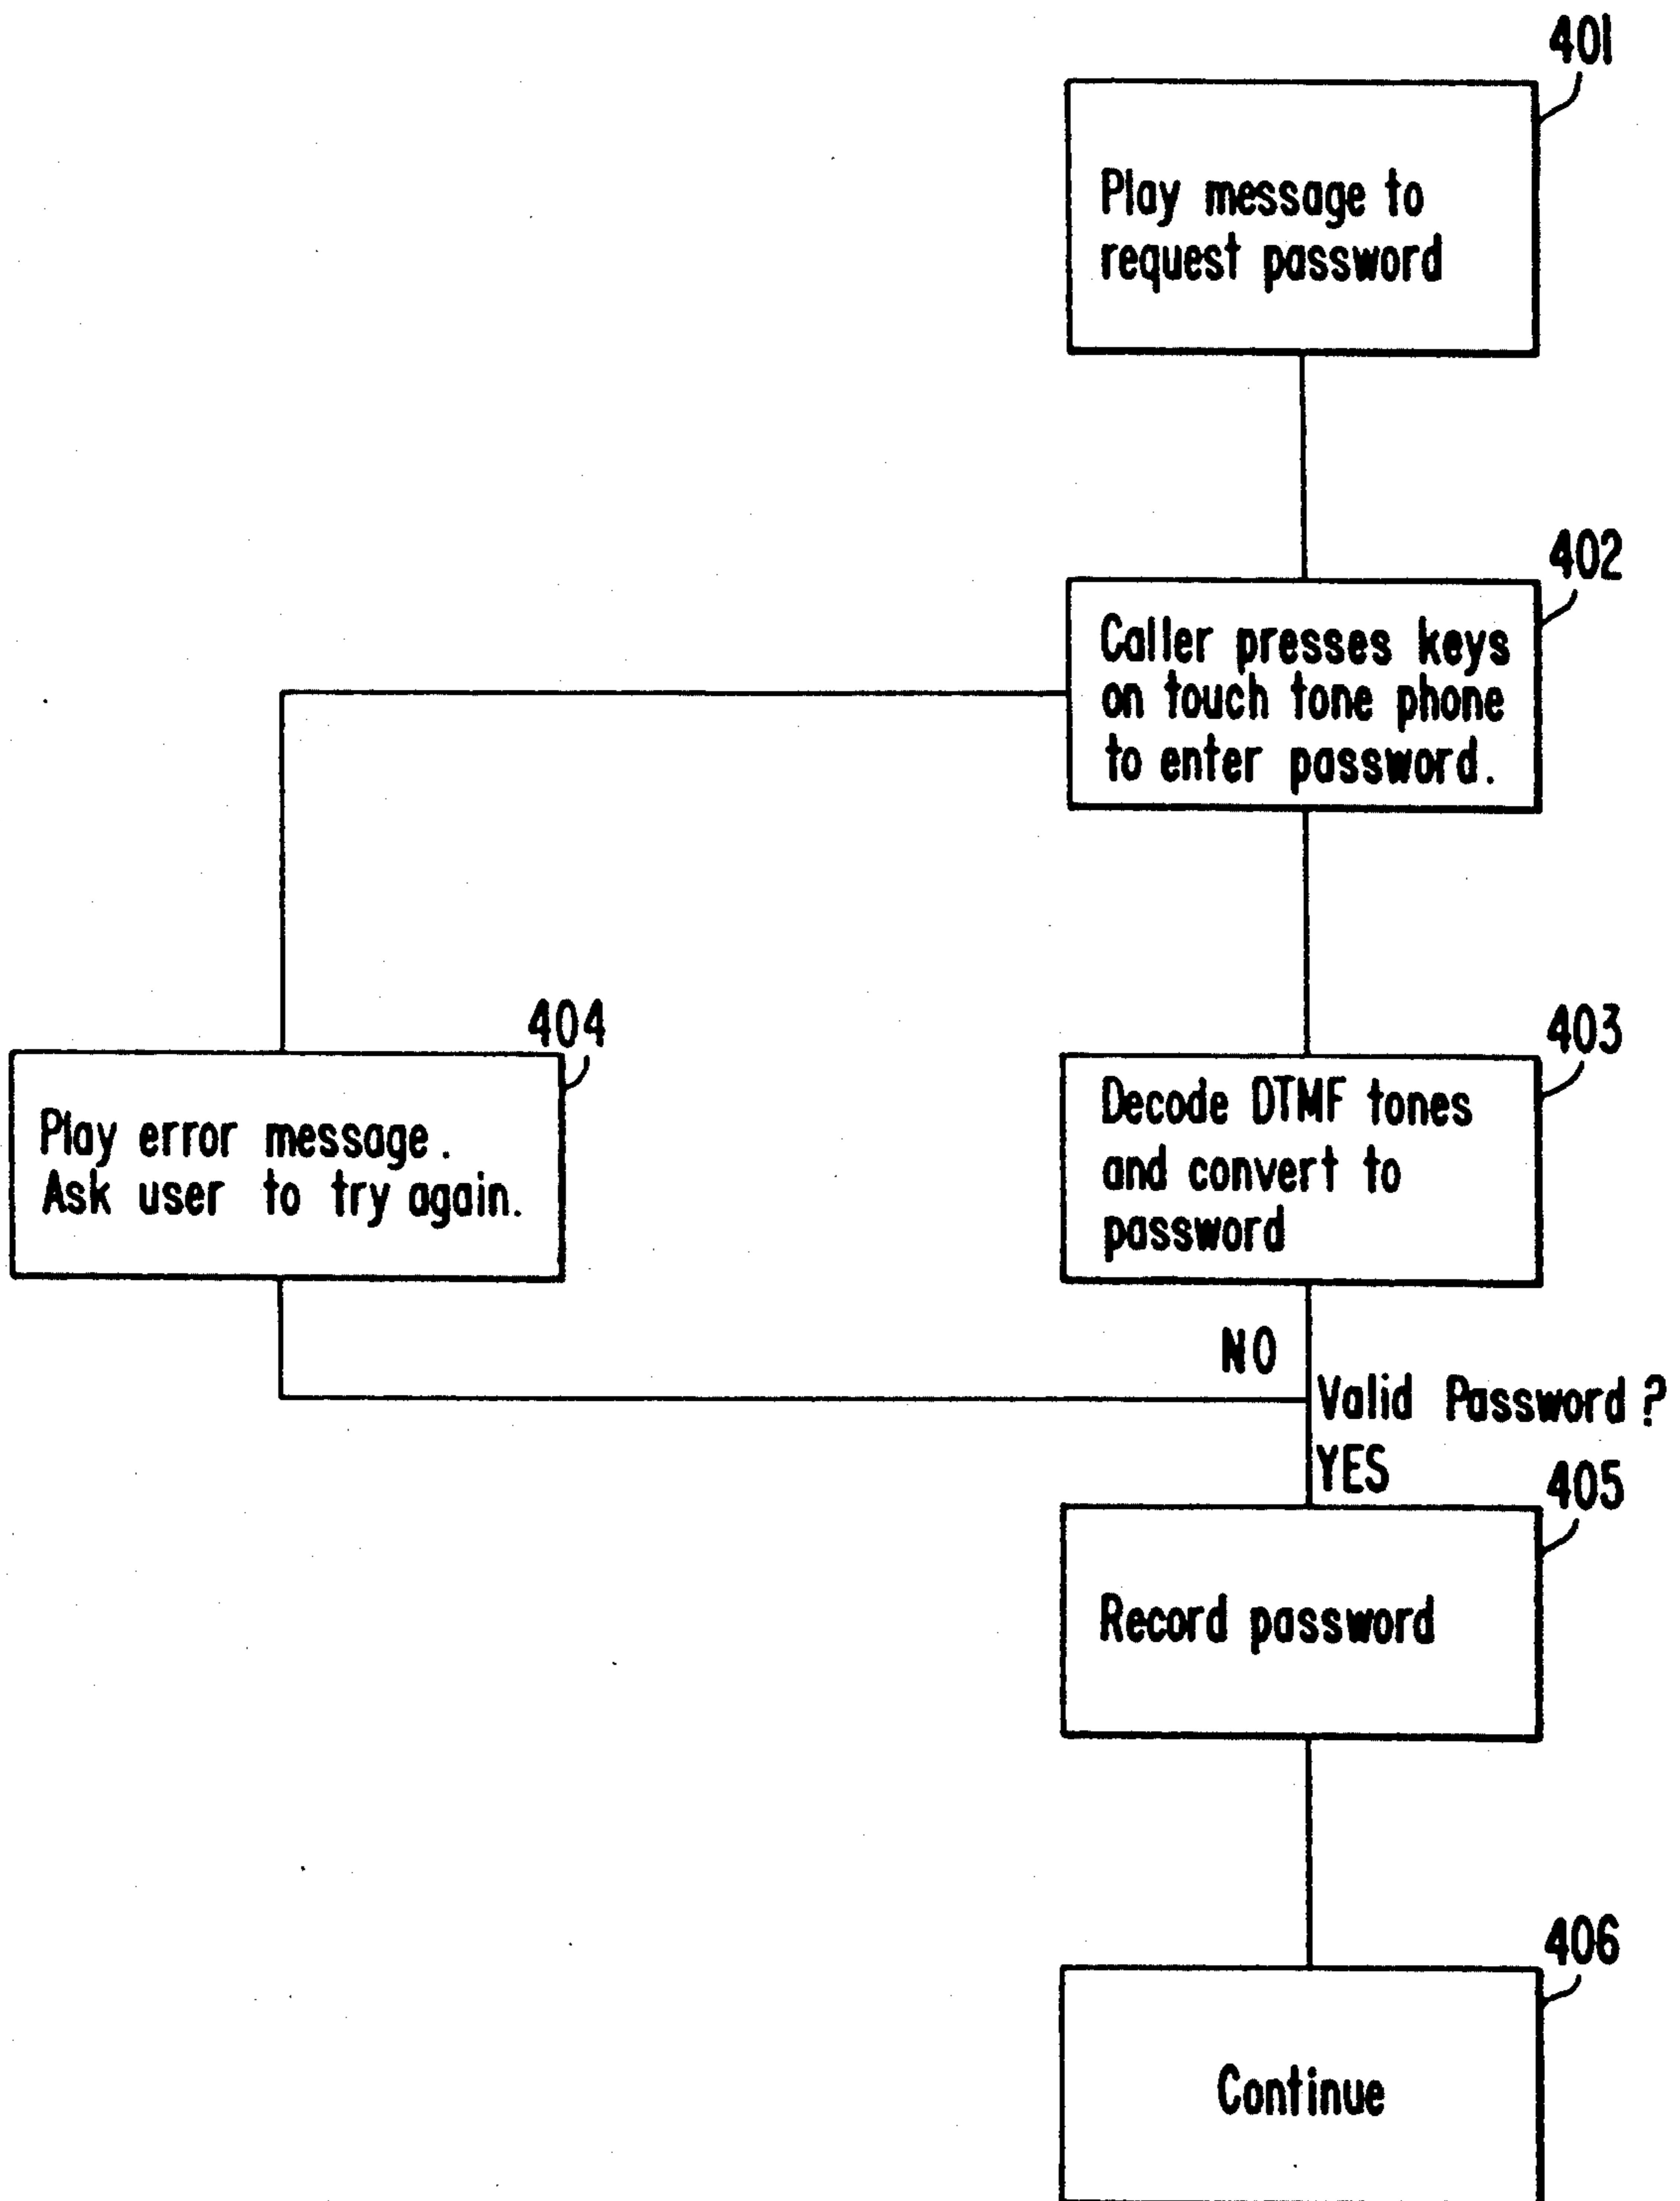 401
Play message to
request password
402
Caller presses keys
on touch tone phone
to enter password.
404
Play error message.
Ask user to try again.
403
Decode DTMF tones
and convert to
password
NO
Valid Password?
YES
405
Record password
406
Continue